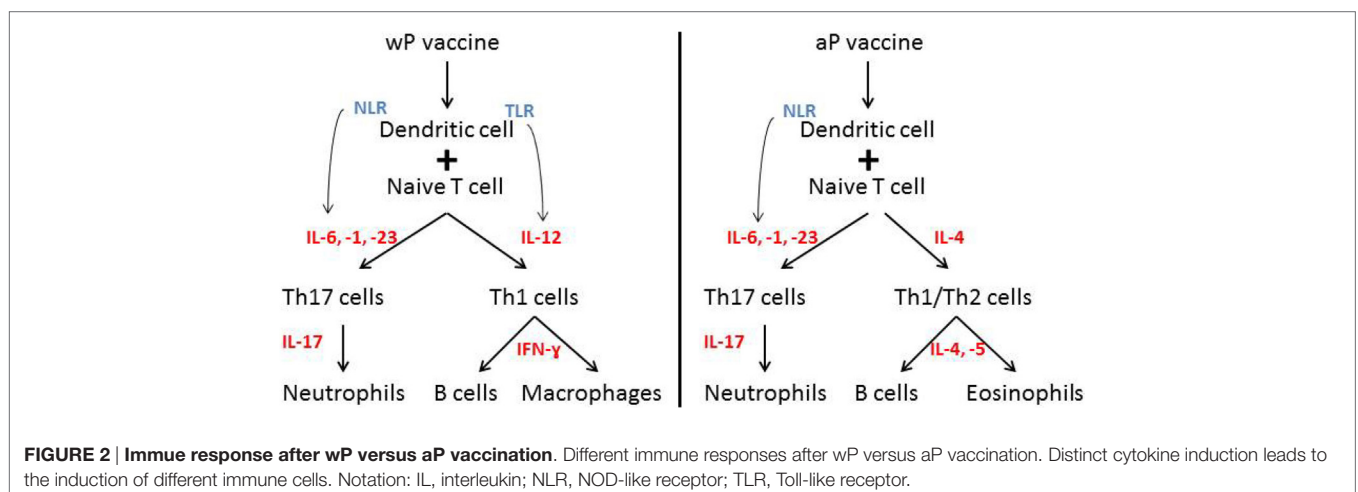 wP vaccine
NLR TLR
Dendritic cell
+
Naive T cell
IL-6, -1, -23 IL-12
Th17 cells Th1 cells
IL-17 IFN-ɣ
Neutrophils B cells Macrophages
aP vaccine
NLR
Dendritic cell
+
Naive T cell
IL-6, -1, -23 IL-4
Th17 cells Th1/Th2 cells
IL-17 IL-4, -5
Neutrophils B cells Eosinophils
FIGURE 2 | Immue response after wP versus aP vaccination. Different immune responses after wP versus aP vaccination. Distinct cytokine induction leads to
the induction of different immune cells. Notation: IL, interleukin; NLR, NOD-like receptor; TLR, Toll-like receptor.